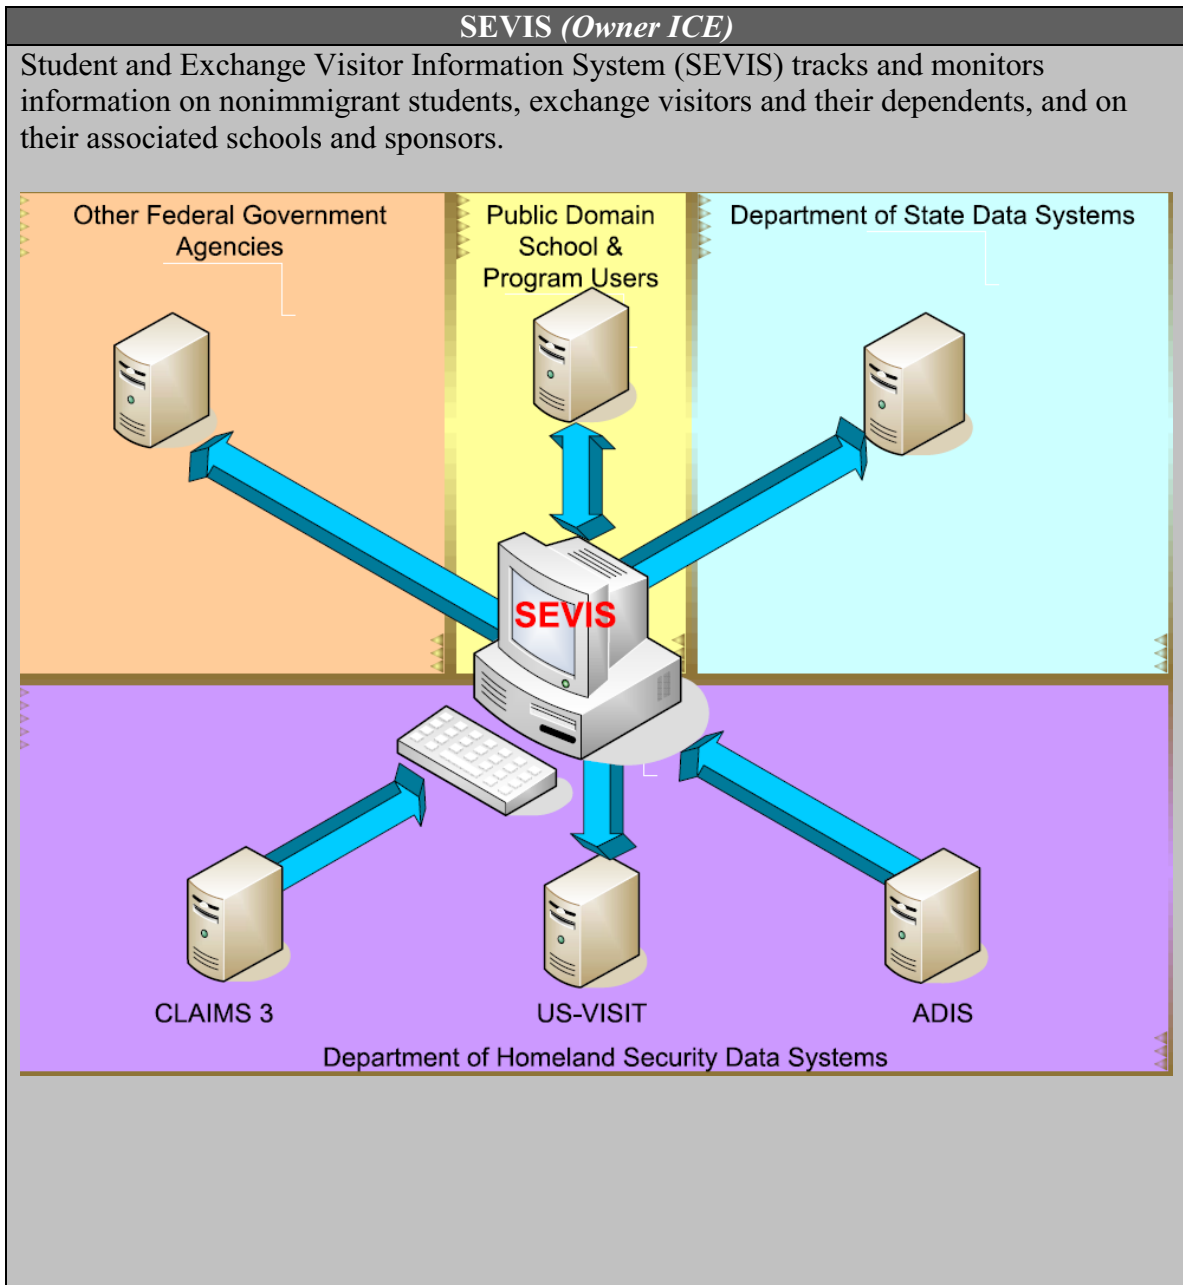 SEVIS (Owner ICE)
Student and Exchange Visitor Information System (SEVIS) tracks and monitors
information on nonimmigrant students, exchange visitors and their dependents, and on
their associated schools and sponsors.
Other Federal Government
Agencies
Public Domain
School &
Program Users
Department of State Data Systems
SEVIS
CLAIMS 3
US-VISIT
ADIS
Department of Homeland Security Data Systems